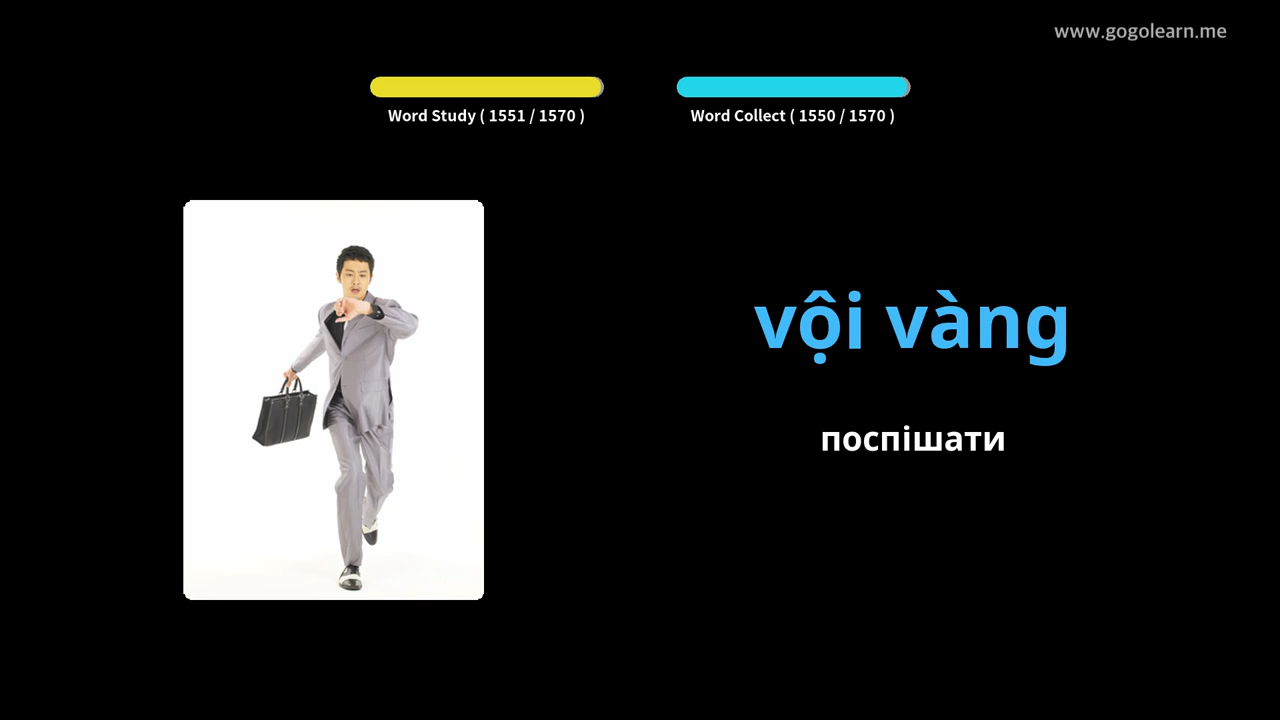 www.gogolearn.me
Word Study ( 1551 / 1570 )
Word Collect ( 1550 / 1570 )
vội vàng
поспішати